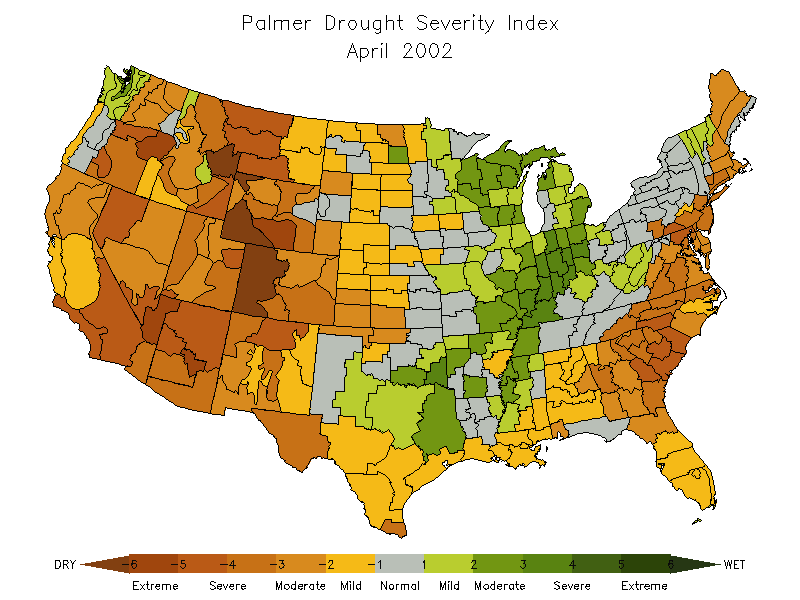 Palmer Drought Severity Index
April 2002
DRY -6 -5 -4 -3 -2 -1 1 2 3 4 5 6 WET
Extreme Severe Moderate Mild Normal Mild Moderate Severe Extreme